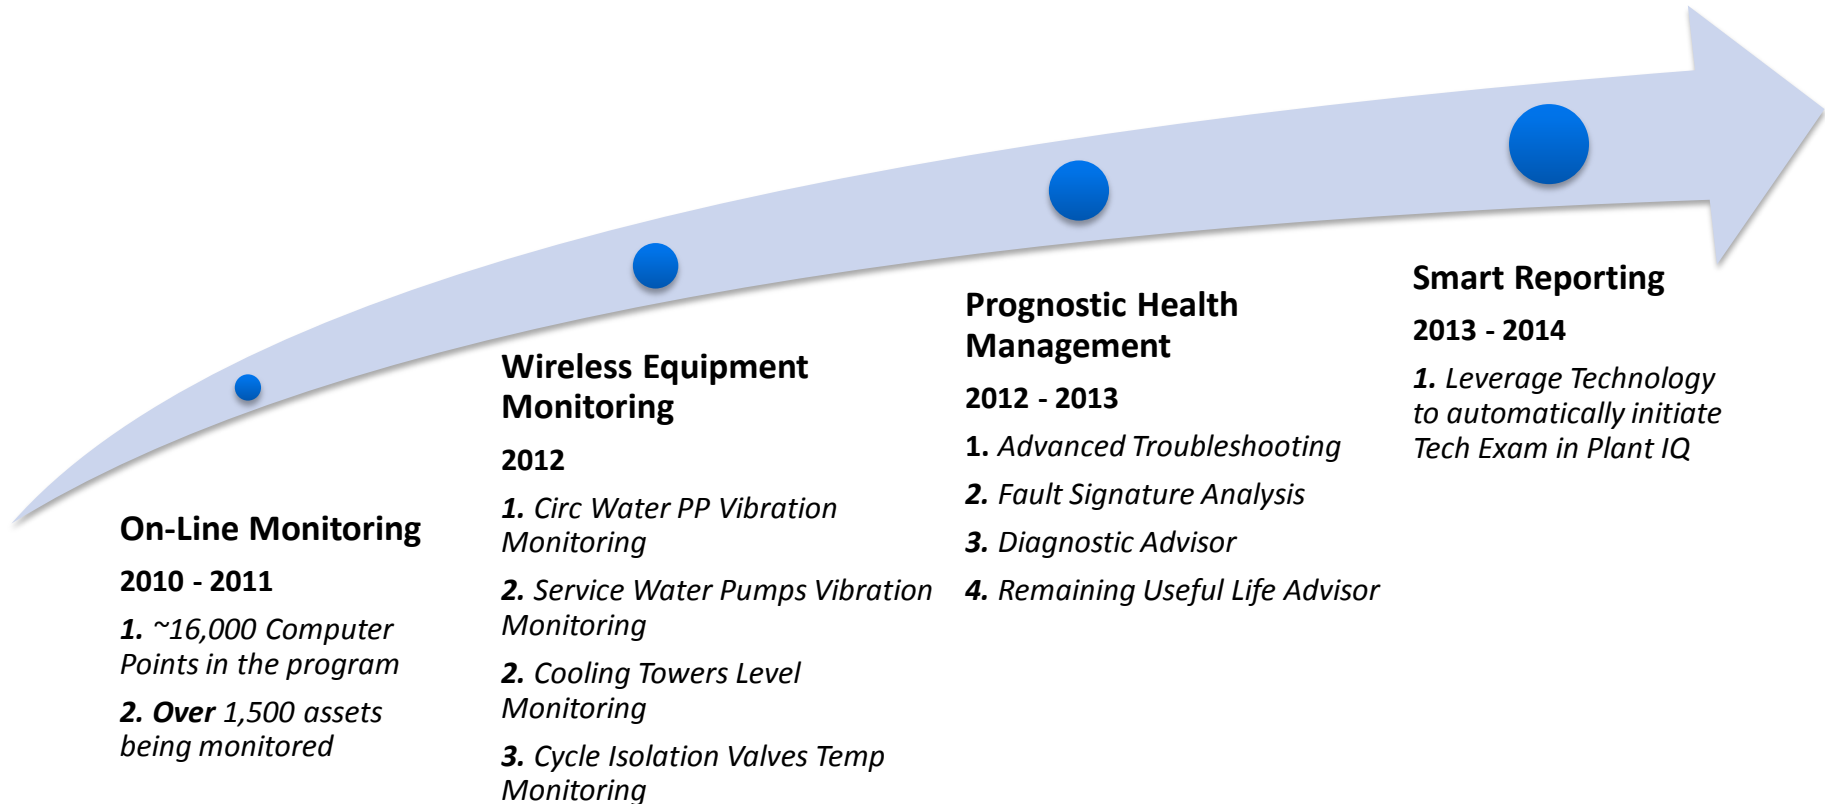 On-Line Monitoring
2010 - 2011
1. ~16,000 Computer
Points in the program
2. Over 1,500 assets
being monitored
Wireless Equipment
Monitoring
2012
1. Circ Water PP Vibration
Monitoring
2. Service Water Pumps Vibration
Monitoring
2. Cooling Towers Level
Monitoring
3. Cycle Isolation Valves Temp
Monitoring
Prognostic Health
Management
2012 - 2013
1. Advanced Troubleshooting
2. Fault Signature Analysis
3. Diagnostic Advisor
4. Remaining Useful Life Advisor
Smart Reporting
2013 - 2014
1. Leverage Technology
to automatically initiate
Tech Exam in Plant IQ